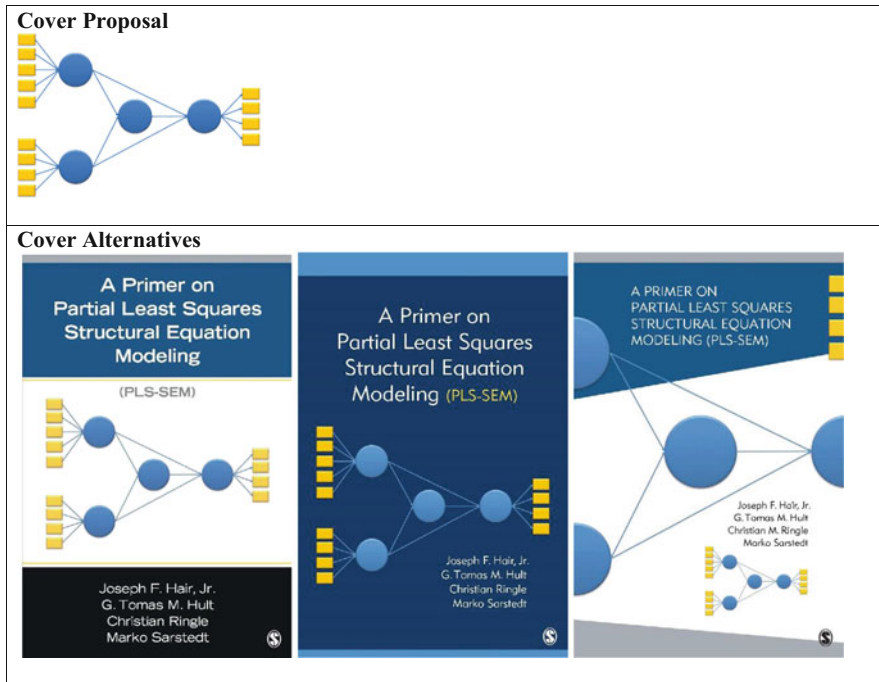 Cover Proposal
Cover Alternatives
A Primer on
Partial Least Squares
Structural Equation
Modeling
(PLS-SEM)
Joseph F. Hair, Jr.
G. Tomas M. Hult
Christian Ringle
Marko Sarstedt
S
A Primer on
Partial Least Squares
Structural Equation
Modeling (PLS-SEM)
Joseph F. Hair, Jr.
G. Tomas M. Hult
Christian Ringle
Marko Sarstedt
S
A PRIMER ON
PARTIAL LEAST SQUARES
STRUCTURAL EQUATION
MODELING (PLS-SEM)
Joseph F. Hair, Jr.
G. Tomas M. Hult
Christian M. Ringle
Marko Sarstedt
S